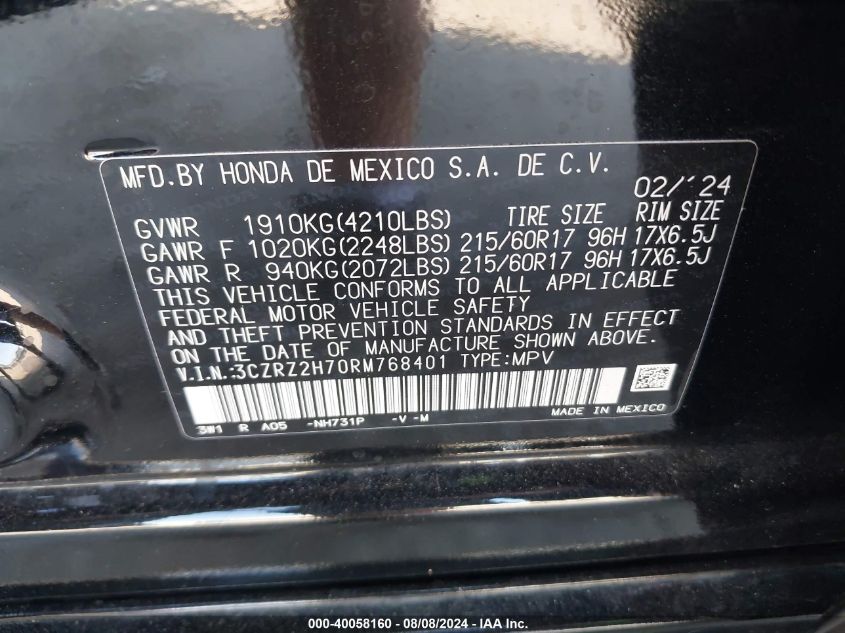 MFD.BY HONDA DE MEXICO S.A. DE C.V. 02/'24
GVWR 1910KG(4210LBS) TIRE SIZE RIM SIZE
GAWR F 1020KG(2248LBS) 215/60R17 96H 17X6.5J
GAWR R 940KG(2072LBS) 215/60R17 96H 17X6.5J
THIS VEHICLE CONFORMS TO ALL APPLICABLE
FEDERAL MOTOR VEHICLE SAFETY
AND THEFT PREVENTION STANDARDS IN EFFECT
ON THE DATE OF MANUFACTURE SHOWN ABOVE.
V.I.N.:3CZRZ2H70RM768401 TYPE:MPV
3W1 R A05 -NH731P -V -M MADE IN MEXICO
000-40058160 - 08/08/2024 - IAA Inc.